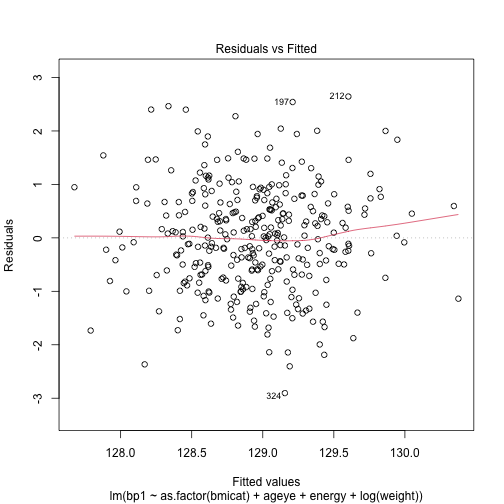 Residuals vs Fitted
3
2
1
0
-1
-2
-3
Residuals
197
212
324
128.0 128.5 129.0 129.5 130.0
Fitted values
lm(bp1 ~ as.factor(bmicat) + ageye + energy + log(weight))